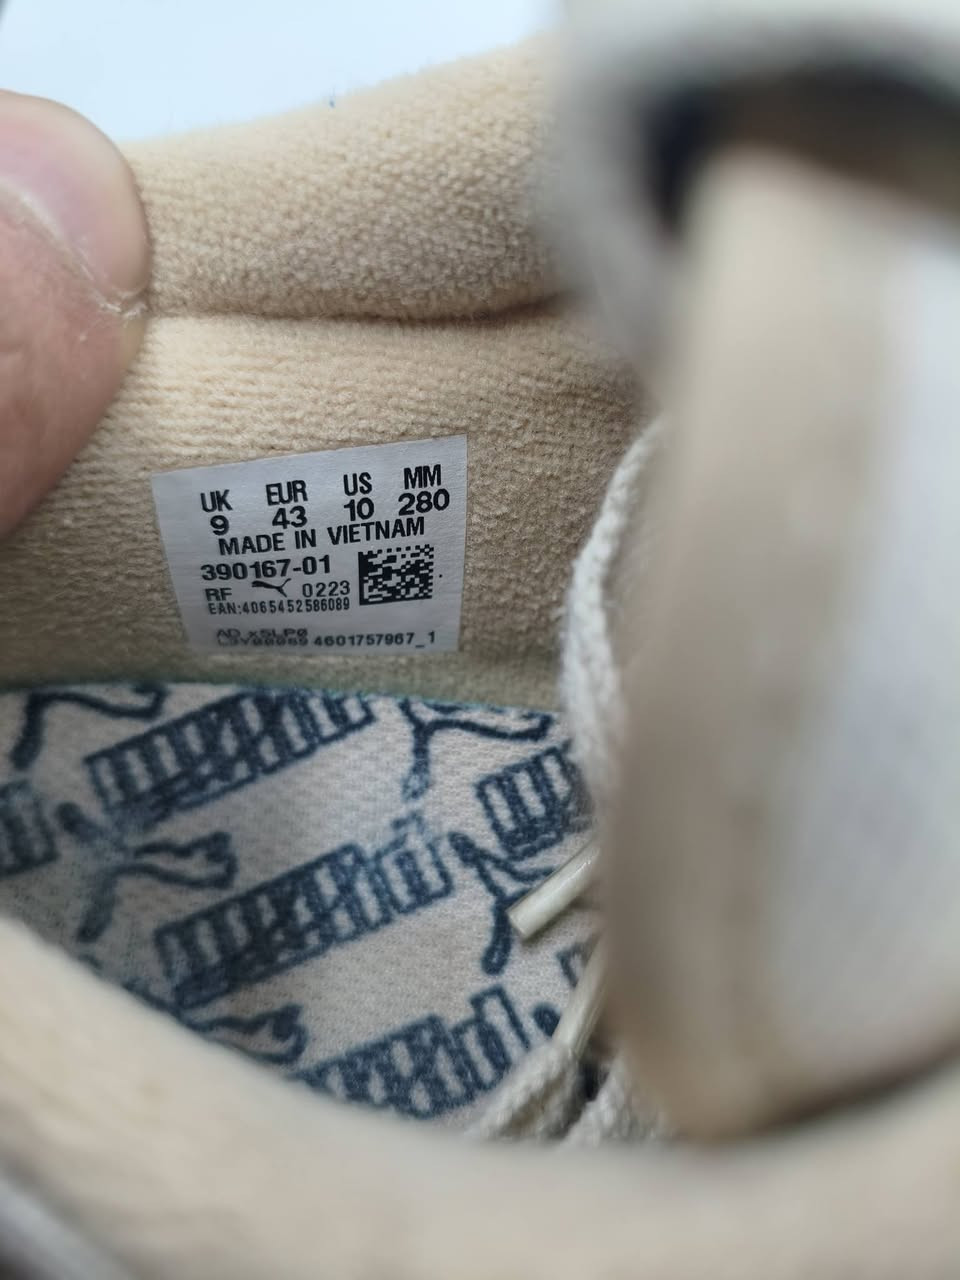 UK EUR US MM
9 43 10 280
MADE IN VIETNAM
390167-01
RF 0223
EAN:4065452586089
4601757967_1